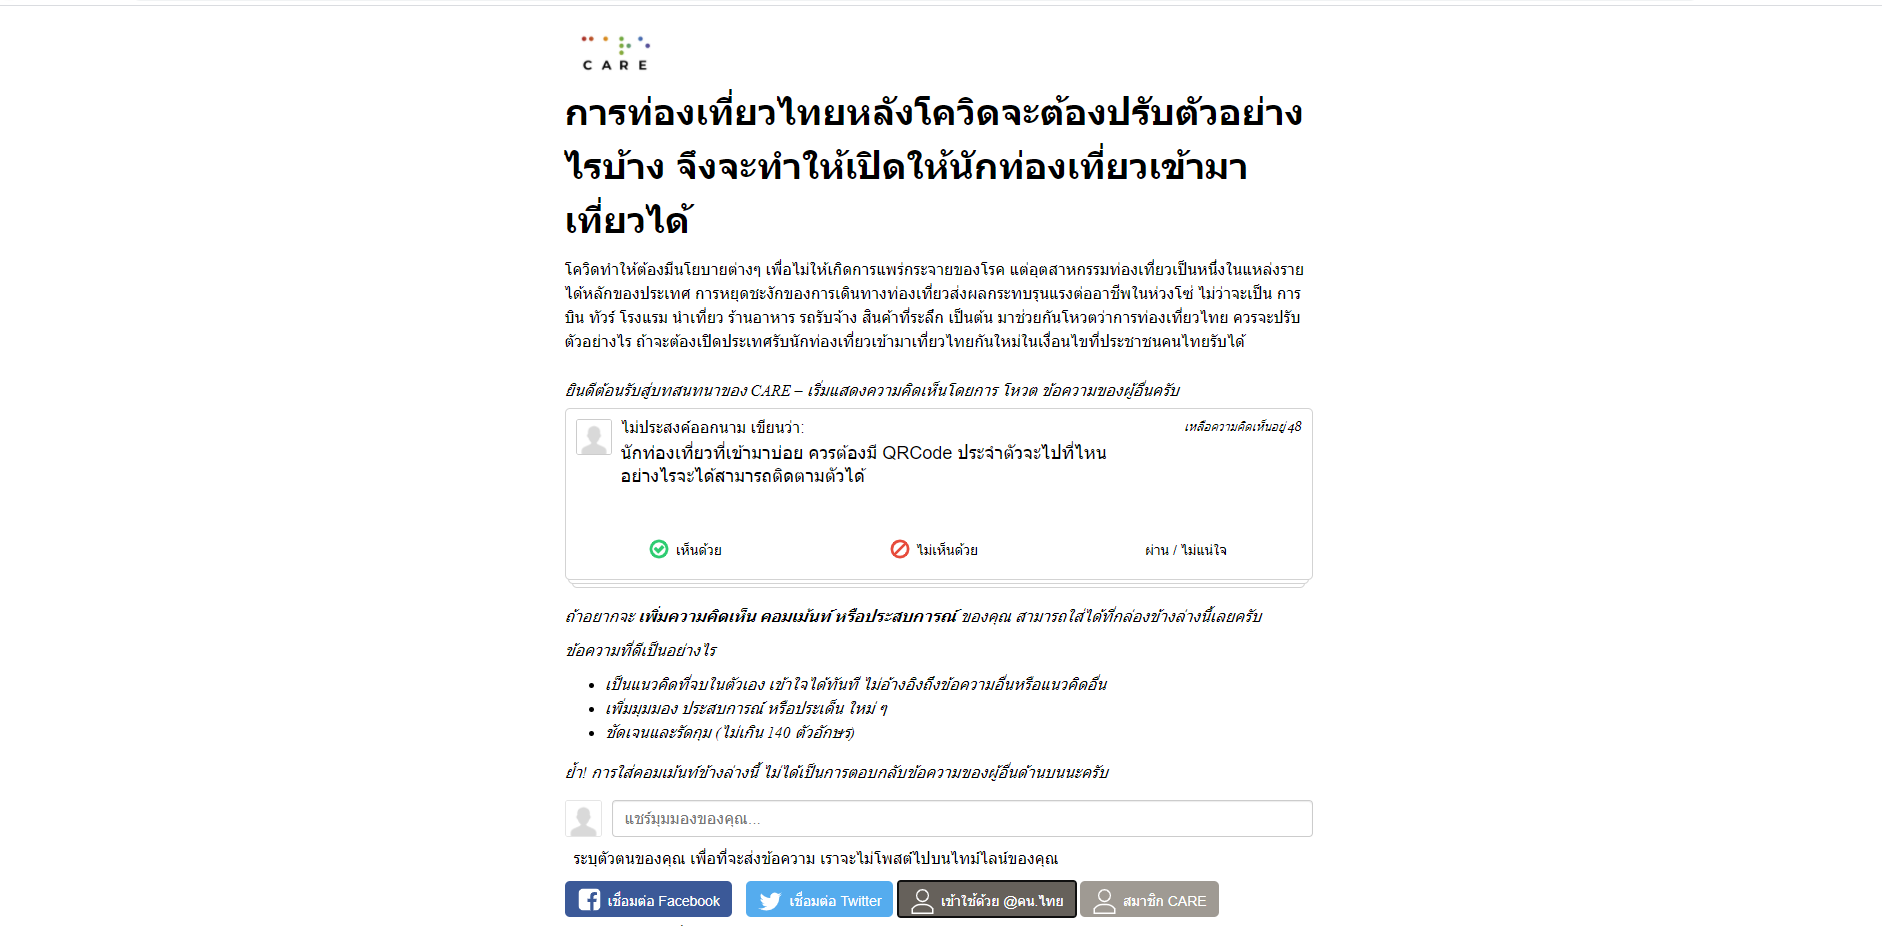 CARE
การท่องเที่ยวไทยหลังโควิดจะต้องปรับตัวอย่าง
ไรบ้าง จึงจะทำให้เปิดให้นักท่องเที่ยวเข้ามา
เที่ยวได้
โควิดทำให้ต้องมีนโยบายต่างๆ เพื่อไม่ให้เกิดการแพร่กระจายของโรค แต่อุตสาหกรรมท่องเที่ยวเป็นหนึ่งในแหล่งราย
ได้หลักของประเทศ การหยุดชะงักของการเดินทางท่องเที่ยวส่งผลกระทบรุนแรงต่ออาชีพในห่วงโซ่ ไม่ว่าจะเป็น การ
บิน ทัวร์ โรงแรม นำเที่ยว ร้านอาหาร รถรับจ้าง สินค้าที่ระลึก เป็นต้น มาช่วยกันโหวตว่าการท่องเที่ยวไทย ควรจะปรับ
ตัวอย่างไร ถ้าจะต้องเปิดประเทศรับนักท่องเที่ยวเข้ามาเที่ยวไทยกันใหม่ในเงื่อนไขที่ประชาชนคนไทยรับได้
ยินดีต้อนรับสู่บทสนทนาของ CARE – เริ่มแสดงความคิดเห็นโดยการ โหวต ข้อความของผู้อื่นครับ
ไม่ประสงค์ออกนาม เขียนว่า:
เหลือความคิดเห็นอยู่ 48
นักท่องเที่ยวที่เข้ามาบ่อย ควรต้องมี QRCode ประจำตัวจะไปที่ไหน
อย่างไรจะได้สามารถติดตามตัวได้
เห็นด้วย
ไม่เห็นด้วย
ผ่าน / ไม่แน่ใจ
ถ้าอยากจะ เพิ่มความคิดเห็น คอมเม้นท์ หรือประสบการณ์ ของคุณ สามารถใส่ได้ที่กล่องข้างล่างนี้เลยครับ
ข้อความที่ดีเป็นอย่างไร
• เป็นแนวคิดที่จบในตัวเอง เข้าใจได้ทันที ไม่อ้างอิงถึงข้อความอื่นหรือแนวคิดอื่น
• เพิ่มมุมมอง ประสบการณ์ หรือประเด็น ใหม่ ๆ
• ชัดเจนและรัดกุม (ไม่เกิน 140 ตัวอักษร)
ย้ำ! การใส่คอมเม้นท์ข้างล่างนี้ ไม่ได้เป็นการตอบกลับข้อความของผู้อื่นด้านบนนะครับ
แชร์มุมมองของคุณ...
ระบุตัวตนของคุณ เพื่อที่จะส่งข้อความ เราจะไม่โพสต์ไปบนไทม์ไลน์ของคุณ
เชื่อมต่อ Facebook
เชื่อมต่อ Twitter
เข้าใช้ด้วย @คน.ไทย
สมาชิก CARE